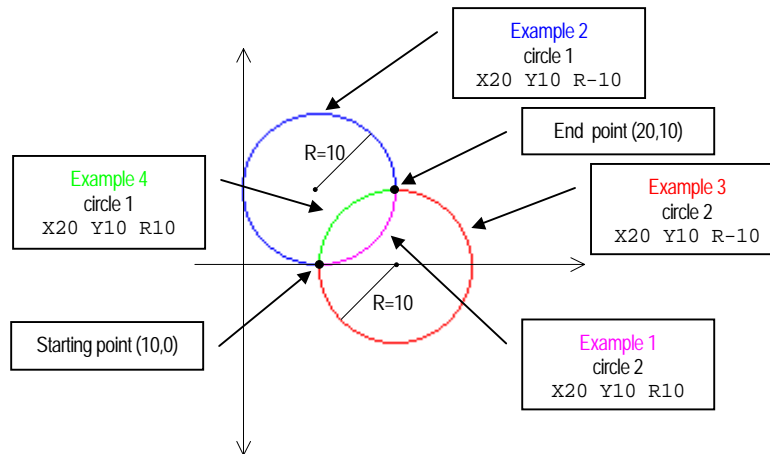 Example 2
circle 1
X20 Y10 R-10
End point (20,10)
R=10
Example 4
circle 1
X20 Y10 R10
Example 3
circle 2
X20 Y10 R-10
R=10
Starting point (10,0)
Example 1
circle 2
X20 Y10 R10